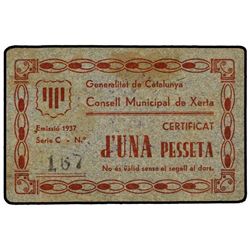 Generalitat de Catalunya
Consell Municipal de Xerta
Emissió 1937
CERTIFICAT
Serie C - Nº
d'UNA PESSETA
167
No és vàlid sense el segell al dors.